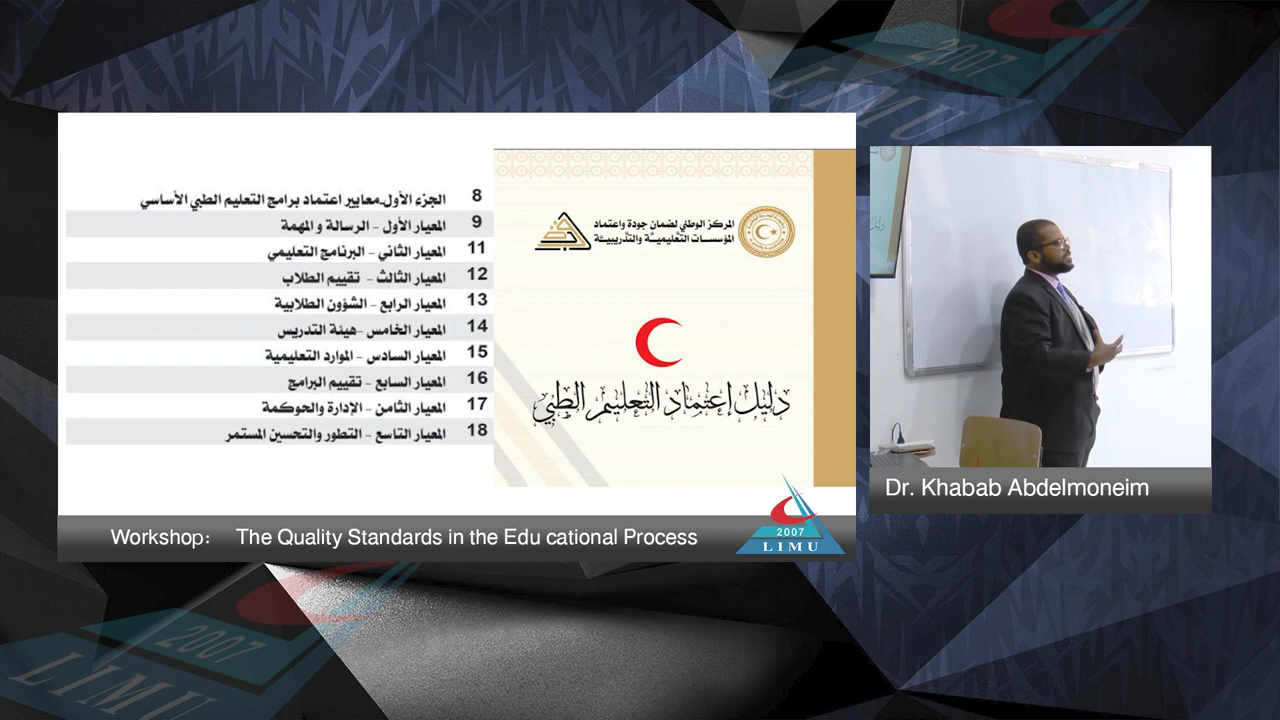 الجزء الأول-معايير اعتماد برامج التعليم الطبي الأساسي 8
المعيار الأول - الرسالة و المهمة 9
المعيار الثاني - البرنامج التعليمي 11
المعيار الثالث - تقييم الطلاب 12
المعيار الرابع - الشؤون الطلابية 13
المعيار الخامس -هيئة التدريس 14
المعيار السادس - الموارد التعليمية 15
المعيار السابع - تقييم البرامج 16
المعيار الثامن - الإدارة والحوكمة 17
المعيار التاسع - التطور والتحسين المستمر 18
المركز الوطني لضمان جودة واعتماد
المؤسسات التعليمية والتدريبية
دليل إعتماد التعليم الطبي
Workshop: The Quality Standards in the Edu cational Process
2007
LIMU
Dr. Khabab Abdelmoneim
2007
LIMU
2007
LIMU